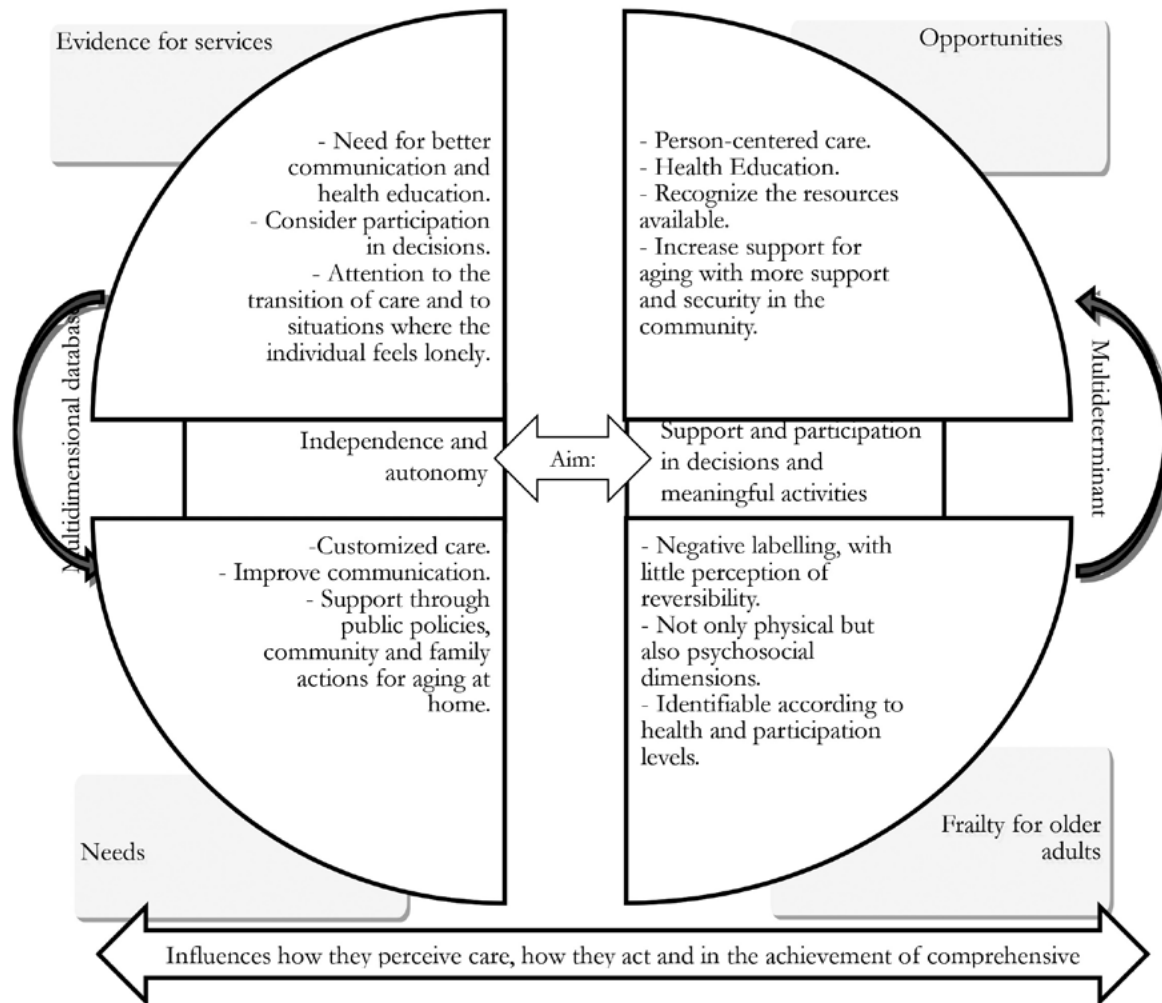 Evidence for services
Opportunities
- Need for better
communication and
health education.
- Consider participation
in decisions.
- Attention to the
transition of care and to
situations where the
individual feels lonely.
- Person-centered care.
- Health Education.
- Recognize the resources
available.
- Increase support for
aging with more support
and security in the
community.
Multidimensional database
Multideterminant
Independence and
autonomy
Aim:
Support and participation
in decisions and
meaningful activities
-Customized care.
- Improve communication.
- Support through
public policies,
community and family
actions for aging at
home.
- Negative labelling, with
little perception of
reversibility.
- Not only physical but
also psychosocial
dimensions.
- Identifiable according to
health and participation
levels.
Needs
Frailty for older
adults
Influences how they perceive care, how they act and in the achievement of comprehensive